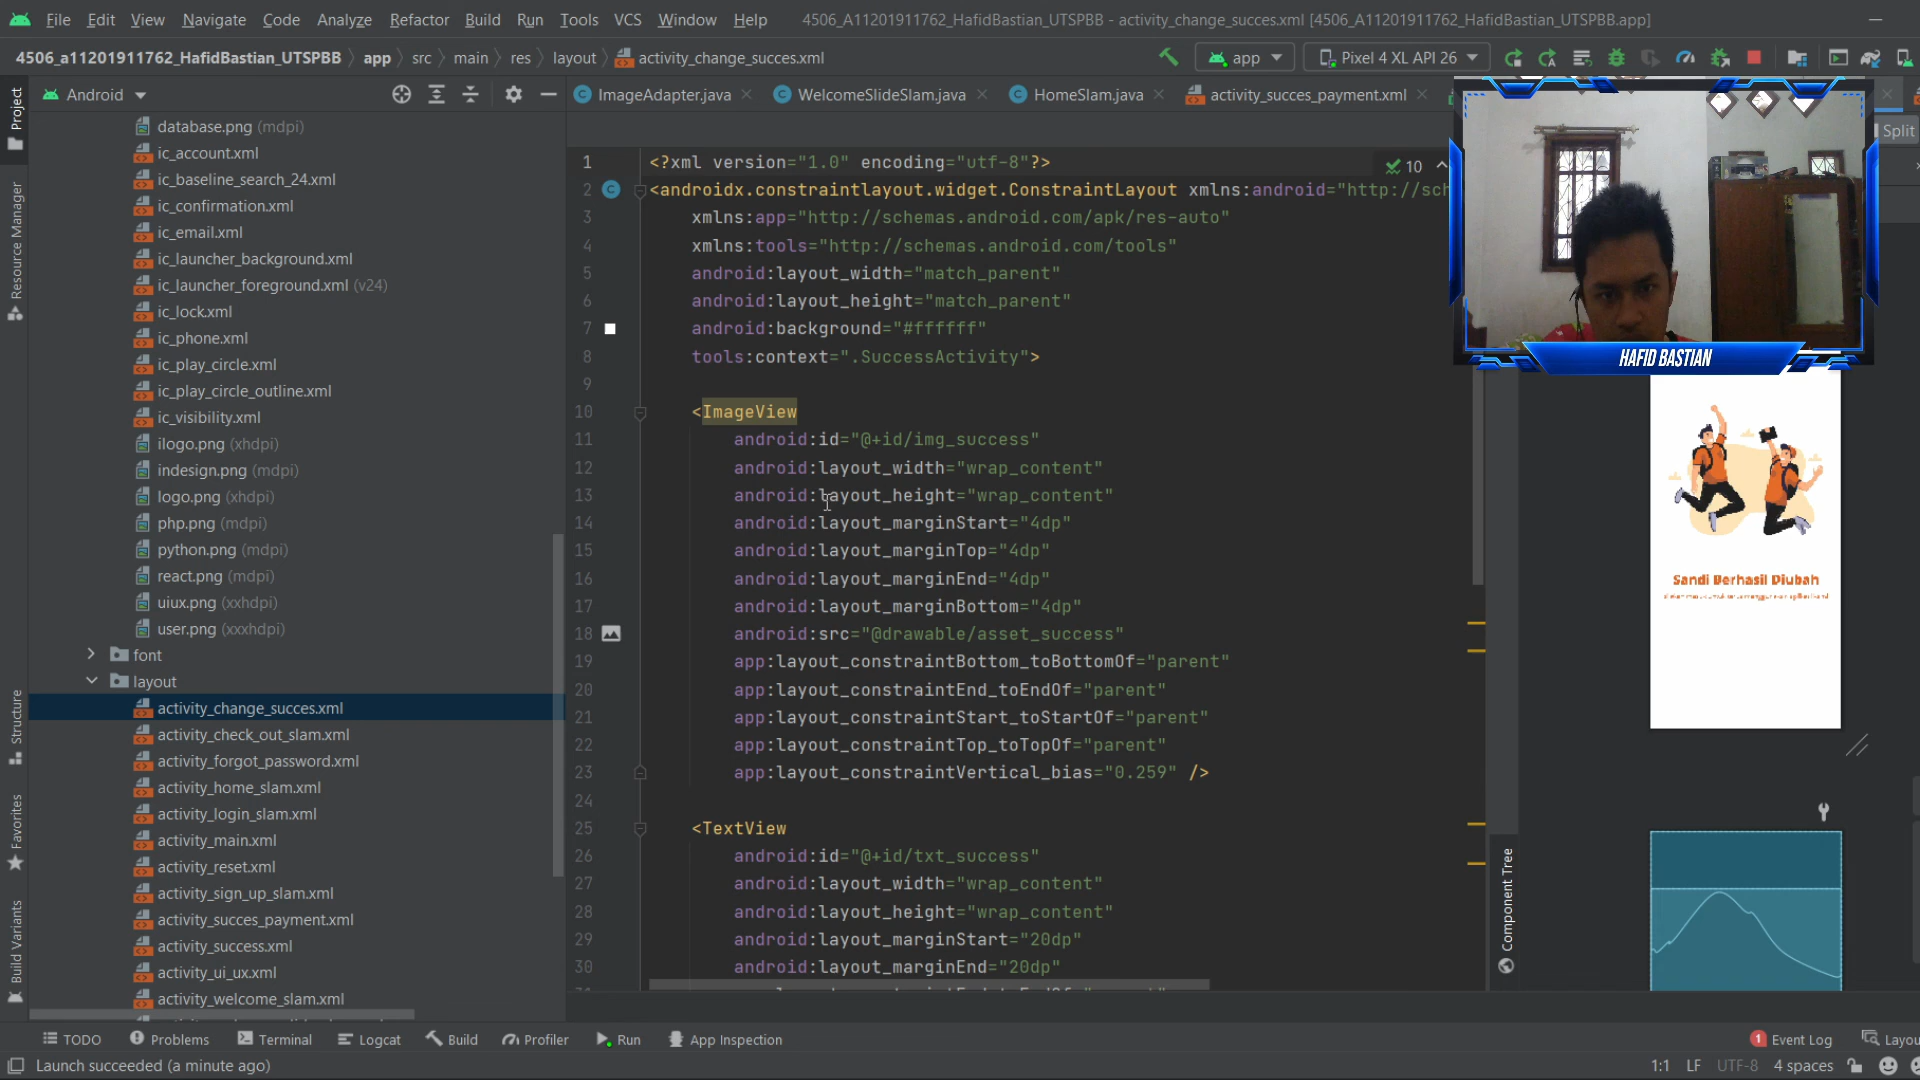 File Edit View Navigate Code Analyze Refactor Build Run Tools VCS Window Help 4506_A11201911762_HafidBastian_UTSPBB - activity_change_succes.xml [4506_A11201911762_HafidBastian_UTSPBB.app]
4506_a11201911762_HafidBastian_UTSPBB app src main res layout activity_change_succes.xml app Pixel 4 XL API 26
Project
Resource Manager
Structure
Favorites
Build Variants
Android
database.png (mdpi)
ic_account.xml
ic_baseline_search_24.xml
ic_confirmation.xml
ic_email.xml
ic_launcher_background.xml
ic_launcher_foreground.xml (v24)
ic_lock.xml
ic_phone.xml
ic_play_circle.xml
ic_play_circle_outline.xml
ic_visibility.xml
ilogo.png (xhdpi)
indesign.png (mdpi)
logo.png (xhdpi)
php.png (mdpi)
python.png (mdpi)
react.png (mdpi)
uiux.png (xxhdpi)
user.png (xxxhdpi)
font
layout
activity_change_succes.xml
activity_check_out_slam.xml
activity_forgot_password.xml
activity_home_slam.xml
activity_login_slam.xml
activity_main.xml
activity_reset.xml
activity_sign_up_slam.xml
activity_succes_payment.xml
activity_success.xml
activity_ui_ux.xml
activity_welcome_slam.xml
ImageAdapter.java WelcomeSlideSlam.java HomeSlam.java activity_succes_payment.xml
Split
10
1 <?xml version="1.0" encoding="utf-8"?>
2 <androidx.constraintlayout.widget.ConstraintLayout xmlns:android="http://sch
3 xmlns:app="http://schemas.android.com/apk/res-auto"
4 xmlns:tools="http://schemas.android.com/tools"
5 android:layout_width="match_parent"
6 android:layout_height="match_parent"
7 android:background="#ffffff"
8 tools:context=".SuccessActivity">
9
10 <ImageView
11 android:id="@+id/img_success"
12 android:layout_width="wrap_content"
13 android:layout_height="wrap_content"
14 android:layout_marginStart="4dp"
15 android:layout_marginTop="4dp"
16 android:layout_marginEnd="4dp"
17 android:layout_marginBottom="4dp"
18 android:src="@drawable/asset_success"
19 app:layout_constraintBottom_toBottomOf="parent"
20 app:layout_constraintEnd_toEndOf="parent"
21 app:layout_constraintStart_toStartOf="parent"
22 app:layout_constraintTop_toTopOf="parent"
23 app:layout_constraintVertical_bias="0.259" />
24
25 <TextView
26 android:id="@+id/txt_success"
27 android:layout_width="wrap_content"
28 android:layout_height="wrap_content"
29 android:layout_marginStart="20dp"
30 android:layout_marginEnd="20dp"
HAFID BASTIAN
Sandi Berhasil Diubah
Component Tree
TODO Problems Terminal Logcat Build Profiler Run App Inspection 1 Event Log Layou
Launch succeeded (a minute ago) 1:1 LF UTF-8 4 spaces